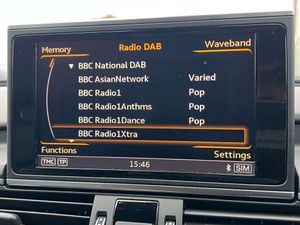 Memory Radio DAB Waveband
BBC National DAB
BBC AsianNetwork Varied
BBC Radio1 Pop
BBC Radio1Anthms Pop
BBC Radio1Dance Pop
BBC Radio1Xtra
Functions Settings
TMC TP 15:46 SIM